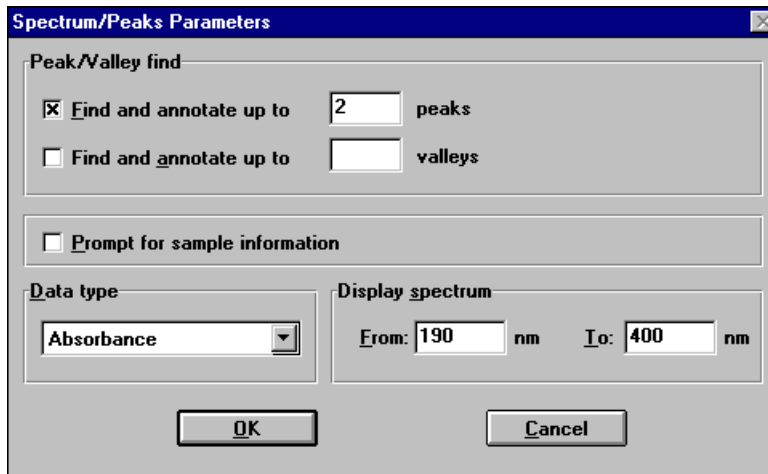 Spectrum/Peaks Parameters
Peak/Valley find
Find and annotate up to 2 peaks
Find and annotate up to valleys
Prompt for sample information
Data type
Absorbance
Display spectrum
From: 190 nm To: 400 nm
OK Cancel